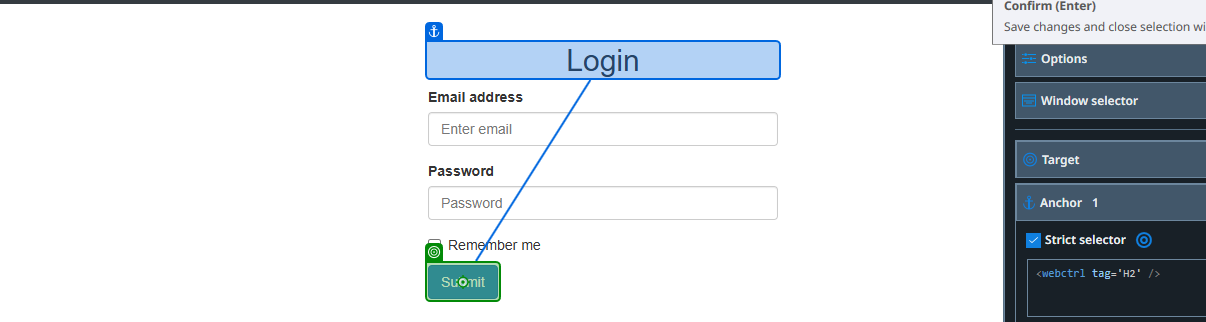 Confirm (Enter)
Save changes and close selection wi
Login
Options
Email address
Window selector
Enter email
Target
Password
Password
Anchor 1
Remember me
Strict selector
<webctrl tag='H2' />
Submit